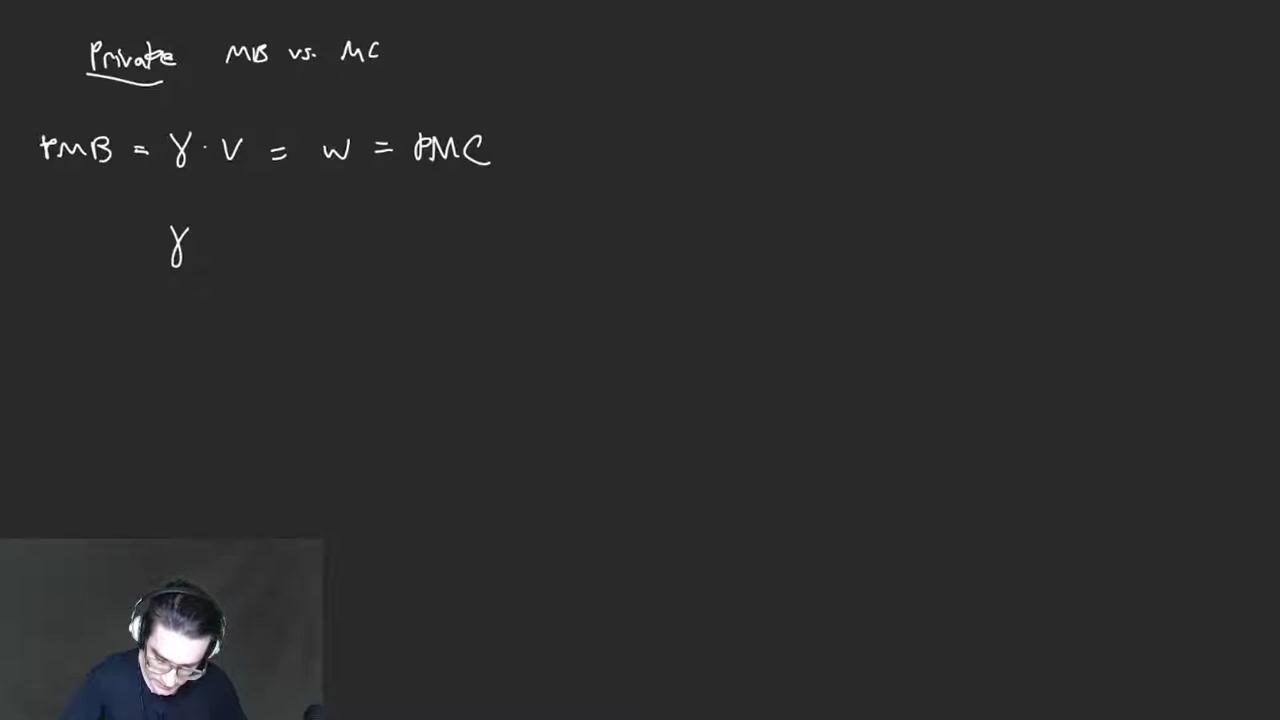 Private MB vs. MC
PMB = γ · V = W = PMC
γ